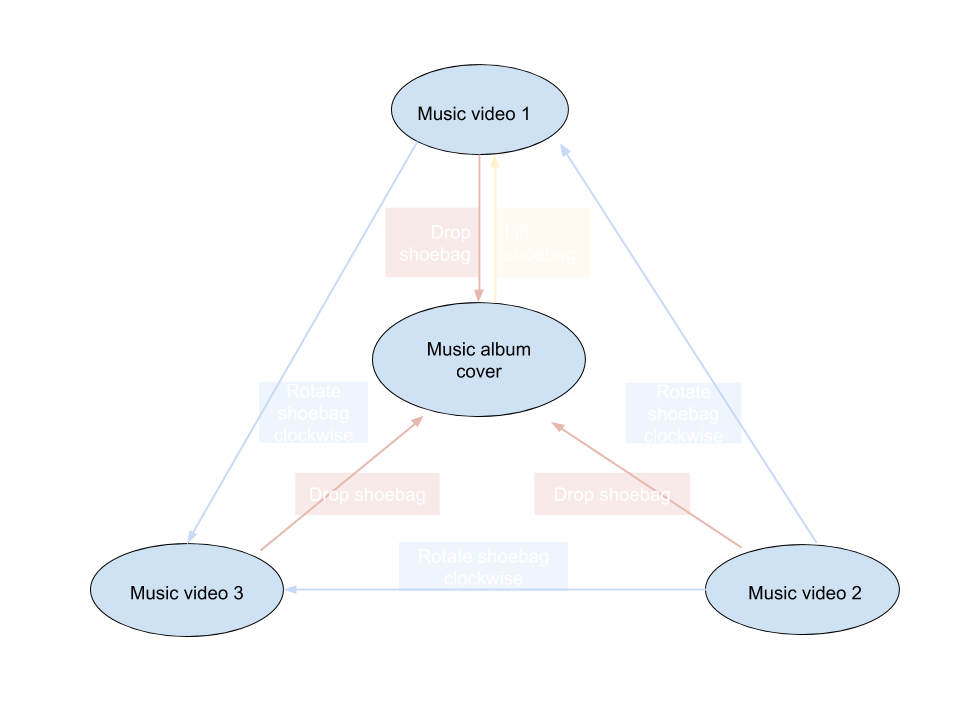 Music video 1
Drop
shoebag
Lift
shoebag
Music album
cover
Rotate
shoebag
clockwise
Rotate
shoebag
clockwise
Drop shoebag
Drop shoebag
Rotate shoebag
clockwise
Music video 3
Music video 2